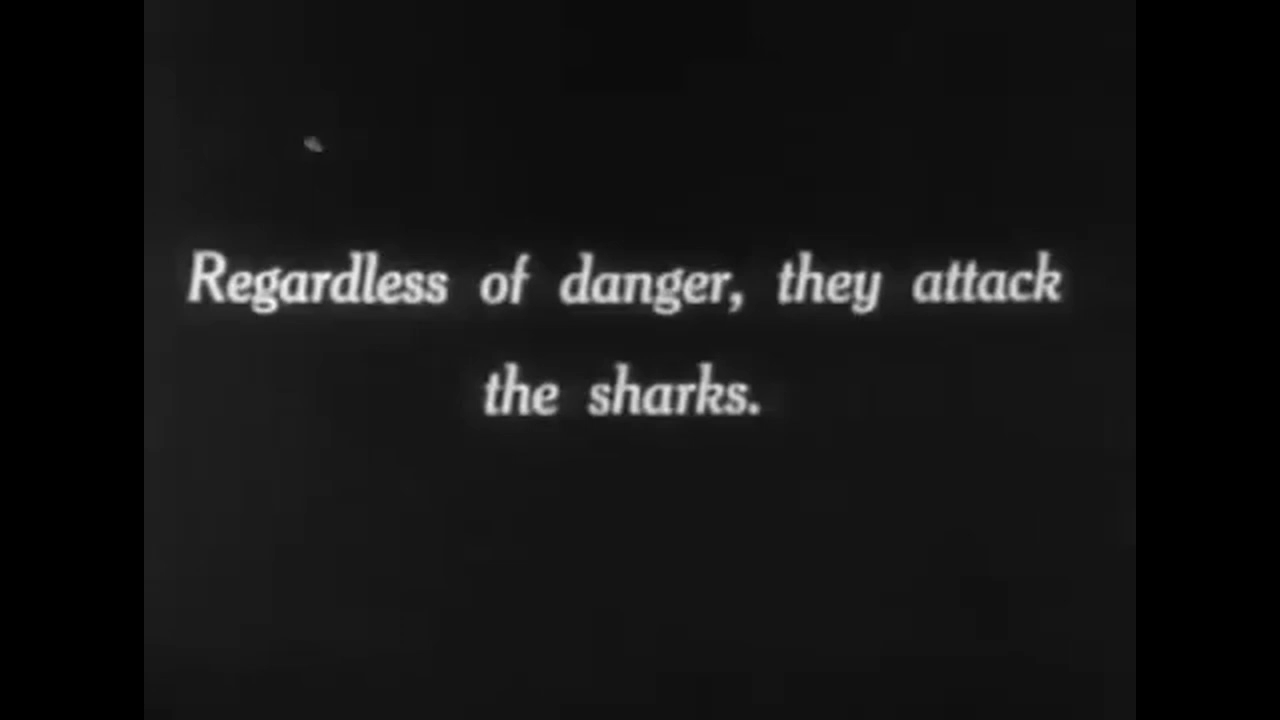 Regardless of danger, they attack
the sharks.